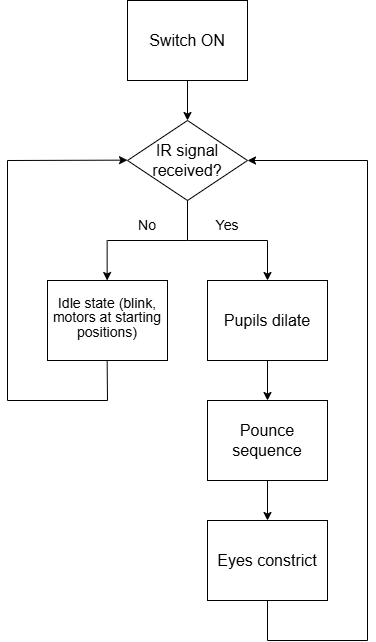 Switch ON
IR signal
received?
No
Yes
Idle state (blink,
motors at starting
positions)
Pupils dilate
Pounce
sequence
Eyes constrict